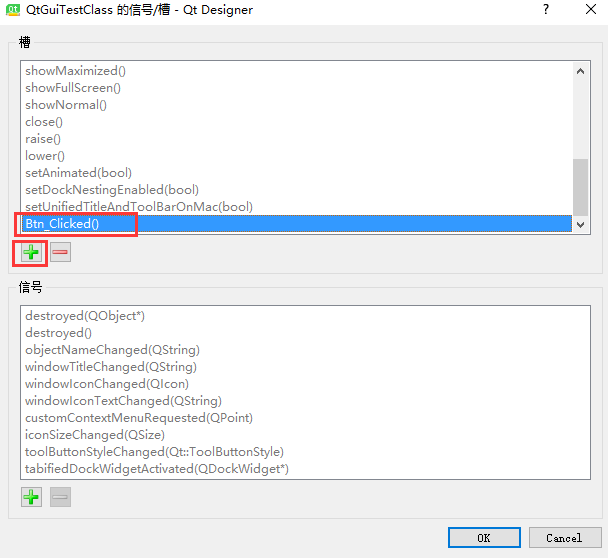 QtGuiTestClass 的信号/槽 - Qt Designer
槽
showMaximized()
showFullScreen()
showNormal()
close()
raise()
lower()
setAnimated(bool)
setDockNestingEnabled(bool)
setUnifiedTitleAndToolBarOnMac(bool)
Btn_Clicked()
信号
destroyed(QObject*)
destroyed()
objectNameChanged(QString)
windowTitleChanged(QString)
windowIconChanged(QIcon)
windowIconTextChanged(QString)
customContextMenuRequested(QPoint)
iconSizeChanged(QSize)
toolButtonStyleChanged(Qt::ToolButtonStyle)
tabifiedDockWidgetActivated(QDockWidget*)
OK Cancel